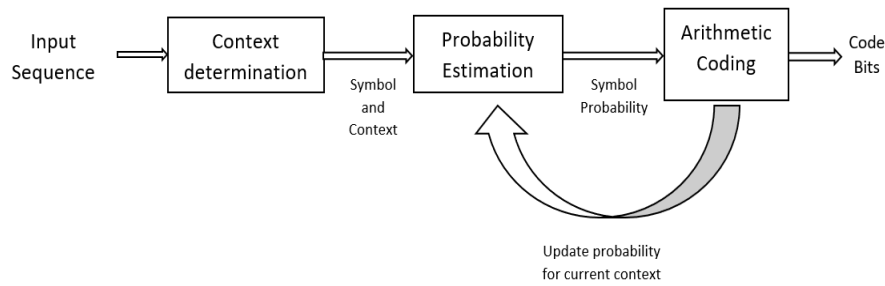 Input
Sequence
Context
determination
Symbol
and
Context
Probability
Estimation
Symbol
Probability
Arithmetic
Coding
Code
Bits
Update probability
for current context